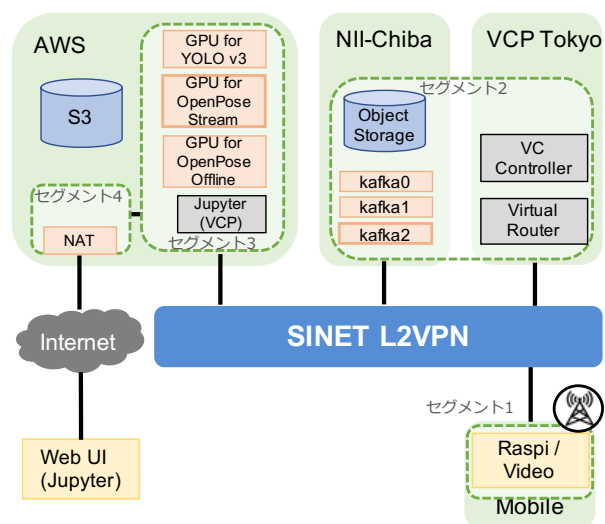 AWS
S3
GPU for
YOLO v3
GPU for
OpenPose
Stream
GPU for
OpenPose
Offline
Jupyter
(VCP)
セグメント3
セグメント4
NAT
NII-Chiba
VCP Tokyo
セグメント2
Object
Storage
kafka0
kafka1
kafka2
VC
Controller
Virtual
Router
Internet
SINET L2VPN
Web UI
(Jupyter)
セグメント1
Raspi /
Video
Mobile